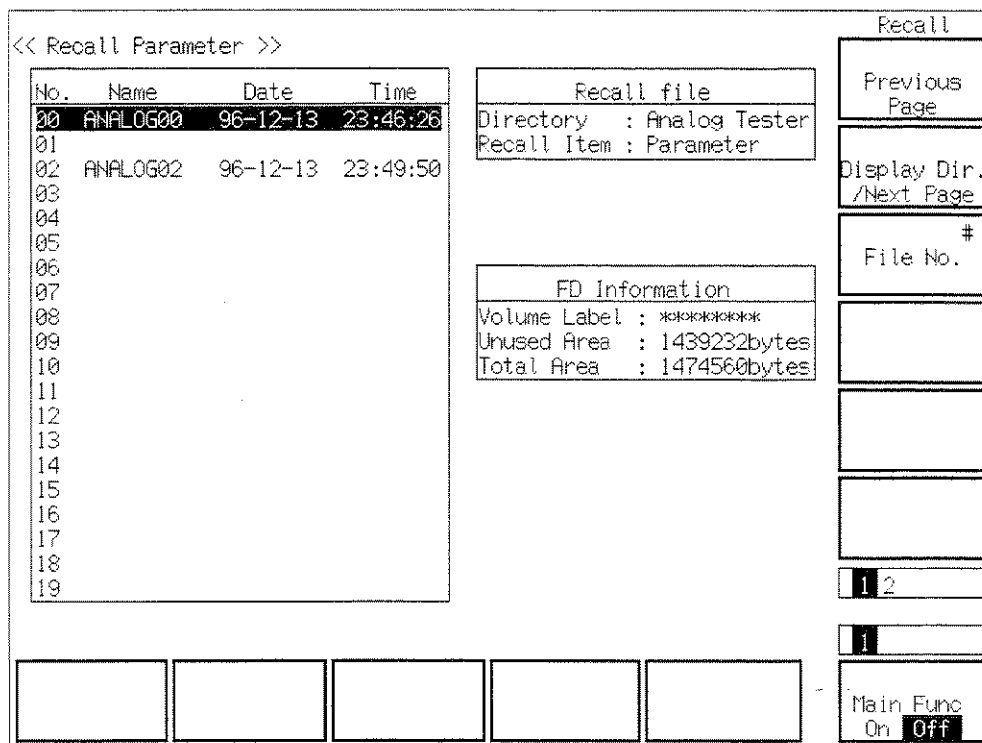 Recall
<< Recall Parameter >>
No. Name Date Time
00 ANALOG00 96-12-13 23:46:26
01
02 ANALOG02 96-12-13 23:49:50
03
04
05
06
07
08
09
10
11
12
13
14
15
16
17
18
19
Recall file
Directory : Analog Tester
Recall Item : Parameter
FD Information
Volume Label : ********
Unused Area : 1439232bytes
Total Area : 1474560bytes
Previous
Page
Display Dir.
/Next Page
#
File No.
1 2
1
Main Func
On Off